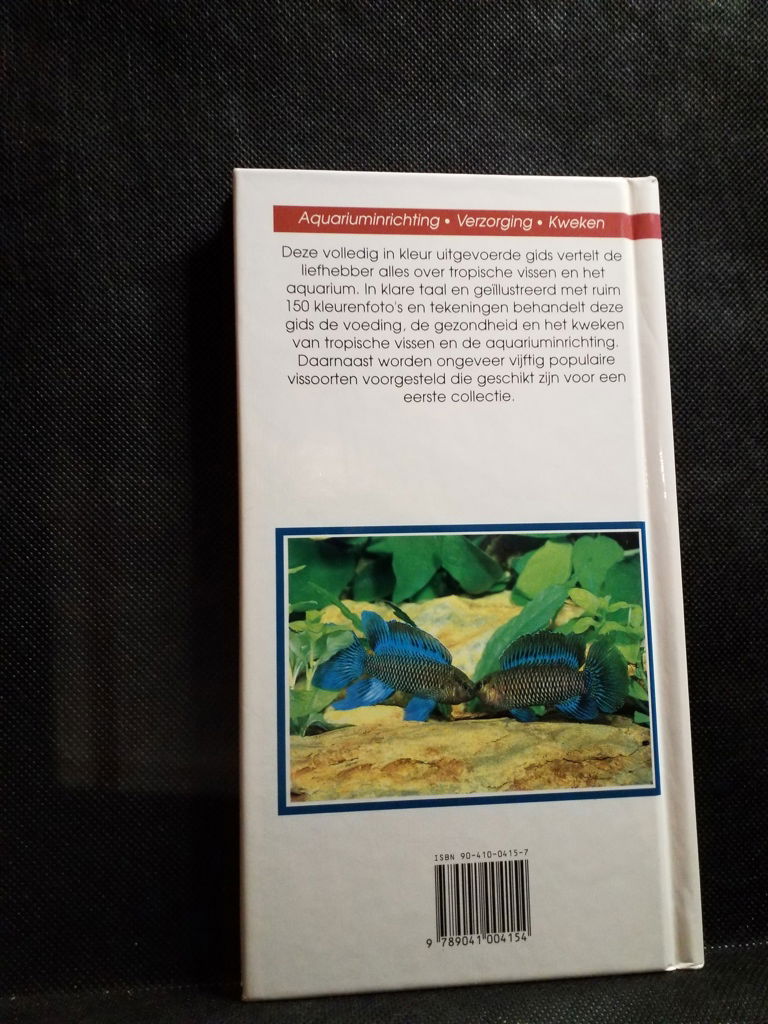 Aquariuminrichting • Verzorging • Kweken
Deze volledig in kleur uitgevoerde gids vertelt de
liefhebber alles over tropische vissen en het
aquarium. In klare taal en geïllustreerd met ruim
150 kleurenfoto's en tekeningen behandelt deze
gids de voeding, de gezondheid en het kweken
van tropische vissen en de aquariuminrichting.
Daarnaast worden ongeveer vijftig populaire
vissoorten voorgesteld die geschikt zijn voor een
eerste collectie.
ISBN 90-410-0415-7
9 789041 004154